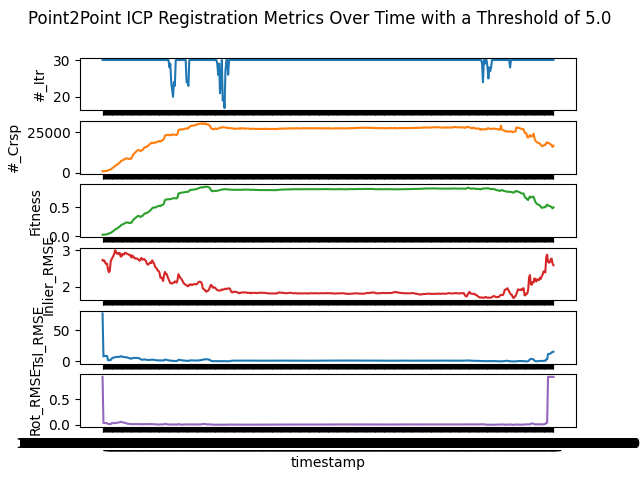 Point2Point ICP Registration Metrics Over Time with a Threshold of 5.0
30
20
#_Itr
25000
0
#_Crsp
0.5
0.0
Fitness
3
2
Inlier_RMSE
50
0
Tsl_RMSE
0.5
0.0
Rot_RMSE
timestamp